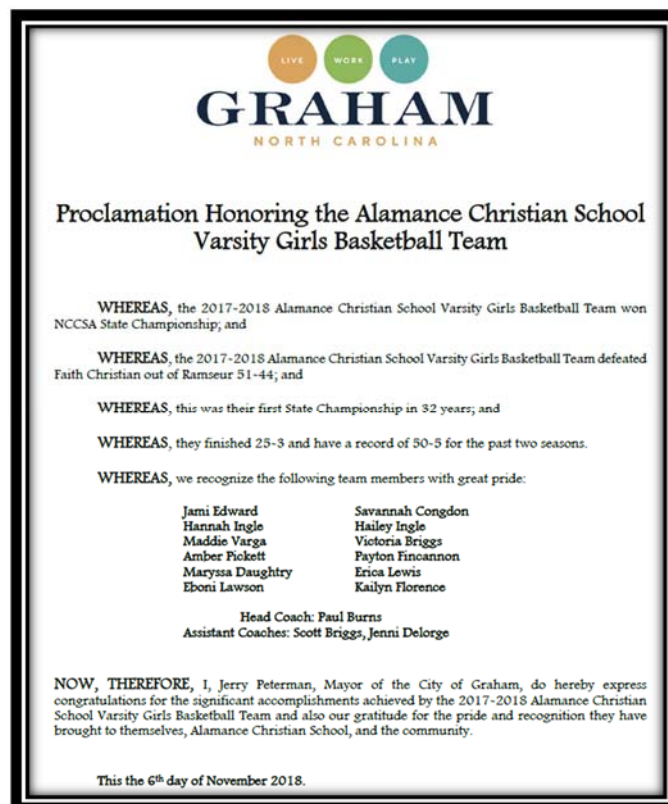 LIVE WORK PLAY
GRAHAM
NORTH CAROLINA
Proclamation Honoring the Alamance Christian School
Varsity Girls Basketball Team
WHEREAS, the 2017-2018 Alamance Christian School Varsity Girls Basketball Team won
NCCSA State Championship; and
WHEREAS, the 2017-2018 Alamance Christian School Varsity Girls Basketball Team defeated
Faith Christian out of Ramseur 51-44; and
WHEREAS, this was their first State Championship in 32 years; and
WHEREAS, they finished 25-3 and have a record of 50-5 for the past two seasons.
WHEREAS, we recognize the following team members with great pride:
Jami Edward Savannah Congdon
Hannah Ingle Hailey Ingle
Maddie Varga Victoria Briggs
Amber Pickett Payton Fincannon
Maryssa Daughtry Erica Lewis
Eboni Lawson Kailyn Florence
Head Coach: Paul Burns
Assistant Coaches: Scott Briggs, Jenni Delorge
NOW, THEREFORE, I, Jerry Peterman, Mayor of the City of Graham, do hereby express
congratulations for the significant accomplishments achieved by the 2017-2018 Alamance Christian
School Varsity Girls Basketball Team and also our gratitude for the pride and recognition they have
brought to themselves, Alamance Christian School, and the community.
This the 6th day of November 2018.